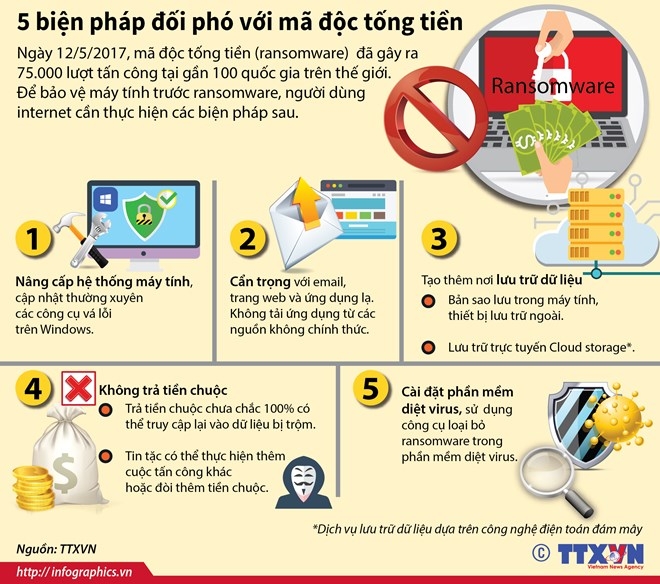 5 biện pháp đối phó với mã độc tống tiền
Ngày 12/5/2017, mã độc tống tiền (ransomware) đã gây ra
75.000 lượt tấn công tại gần 100 quốc gia trên thế giới.
Để bảo vệ máy tính trước ransomware, người dùng
internet cần thực hiện các biện pháp sau.
Ransomware
1
Nâng cấp hệ thống máy tính,
cập nhật thường xuyên
các công cụ vá lỗi
trên Windows.
2
Cẩn trọng với email,
trang web và ứng dụng lạ.
Không tải ứng dụng từ các
nguồn không chính thức.
3
Tạo thêm nơi lưu trữ dữ liệu
Bản sao lưu trong máy tính,
thiết bị lưu trữ ngoài.
Lưu trữ trực tuyến Cloud storage*.
4
Không trả tiền chuộc
Trả tiền chuộc chưa chắc 100% có
thể truy cập lại vào dữ liệu bị trộm.
Tin tặc có thể thực hiện thêm
cuộc tấn công khác
hoặc đòi thêm tiền chuộc.
$
5
Cài đặt phần mềm
diệt virus, sử dụng
công cụ loại bỏ
ransomware trong
phần mềm diệt virus.
*Dịch vụ lưu trữ dữ liệu dựa trên công nghệ điện toán đám mây
Nguồn: TTXVN
http://infographics.vn
© TTXVN
Vietnam News Agency